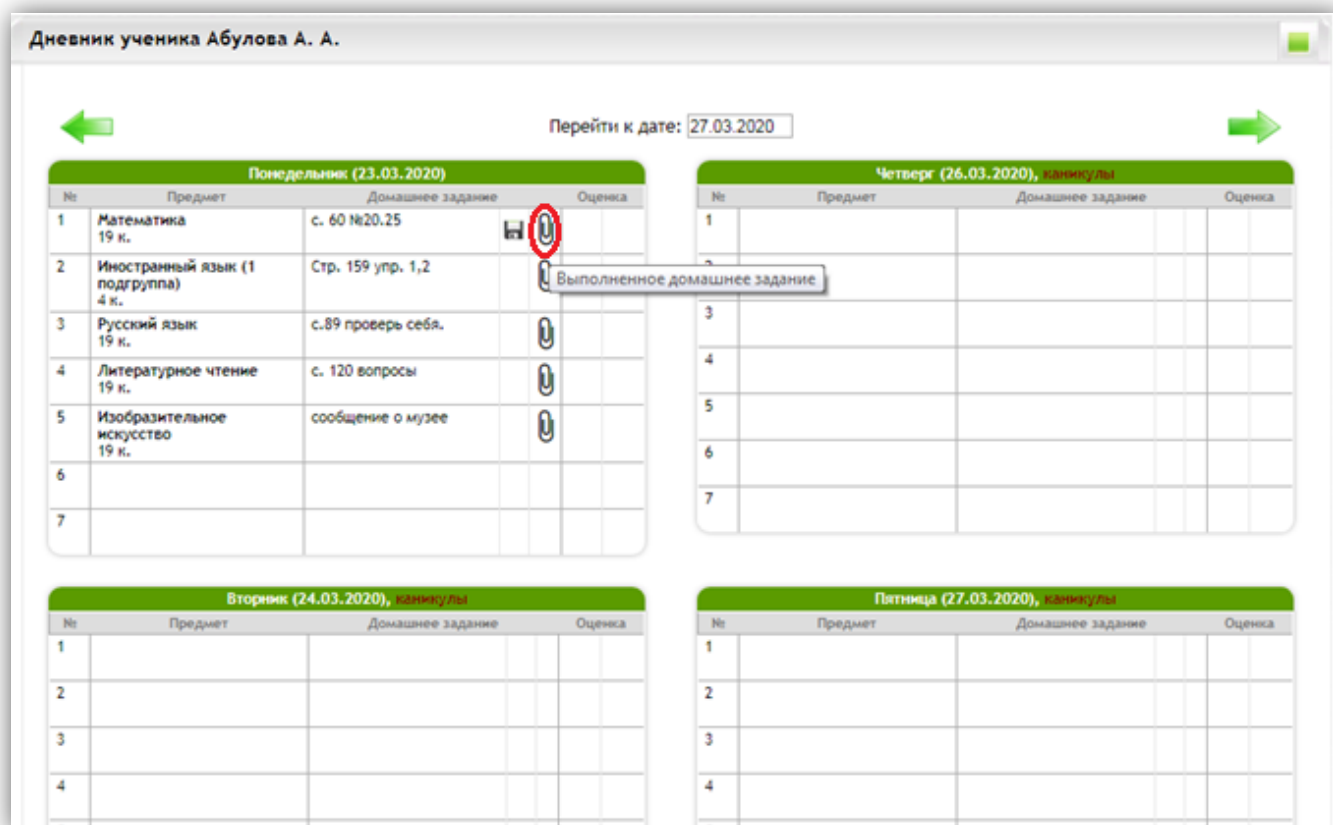 Дневник ученика Абулова А. А.
Перейти к дате: 27.03.2020
Понедельник (23.03.2020)
№ Предмет Домашнее задание Оценка
1 Математика с. 60 №20.25
19 к.
2 Иностранный язык (1 Стр. 159 упр. 1,2
подгруппа)
4 к.
Выполненное домашнее задание
3 Русский язык с.89 проверь себя.
19 к.
4 Литературное чтение с. 120 вопросы
19 к.
5 Изобразительное сообщение о музее
искусство
19 к.
6
7
Четверг (26.03.2020), каникулы
№ Предмет Домашнее задание Оценка
1
3
4
5
6
7
Вторник (24.03.2020), каникулы
№ Предмет Домашнее задание Оценка
1
2
3
4
Пятница (27.03.2020), каникулы
№ Предмет Домашнее задание Оценка
1
2
3
4